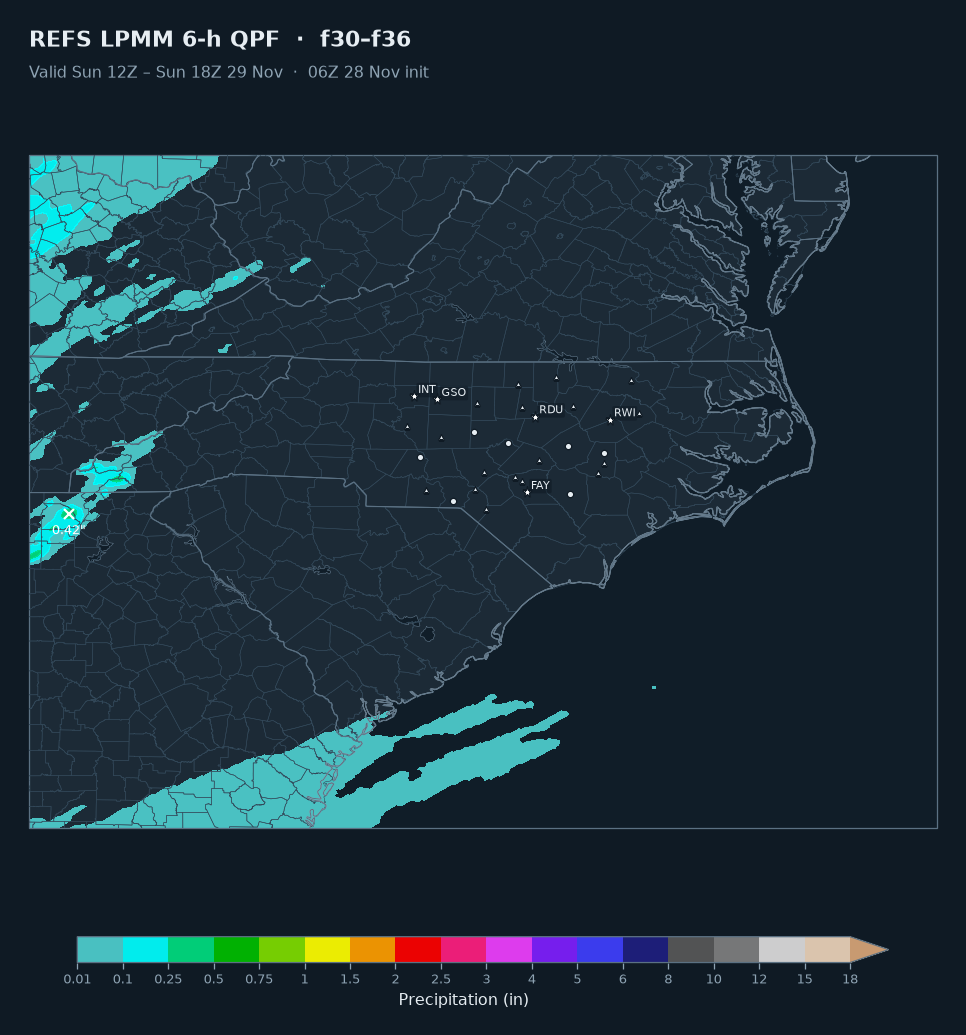 REFS LPMM 6-h QPF · f30–f36
Valid Sun 12Z – Sun 18Z 29 Nov · 06Z 28 Nov init
INT
GSO
RDU
RWI
FAY
0.42"
0.01 0.1 0.25 0.5 0.75 1 1.5 2 2.5 3 4 5 6 8 10 12 15 18
Precipitation (in)